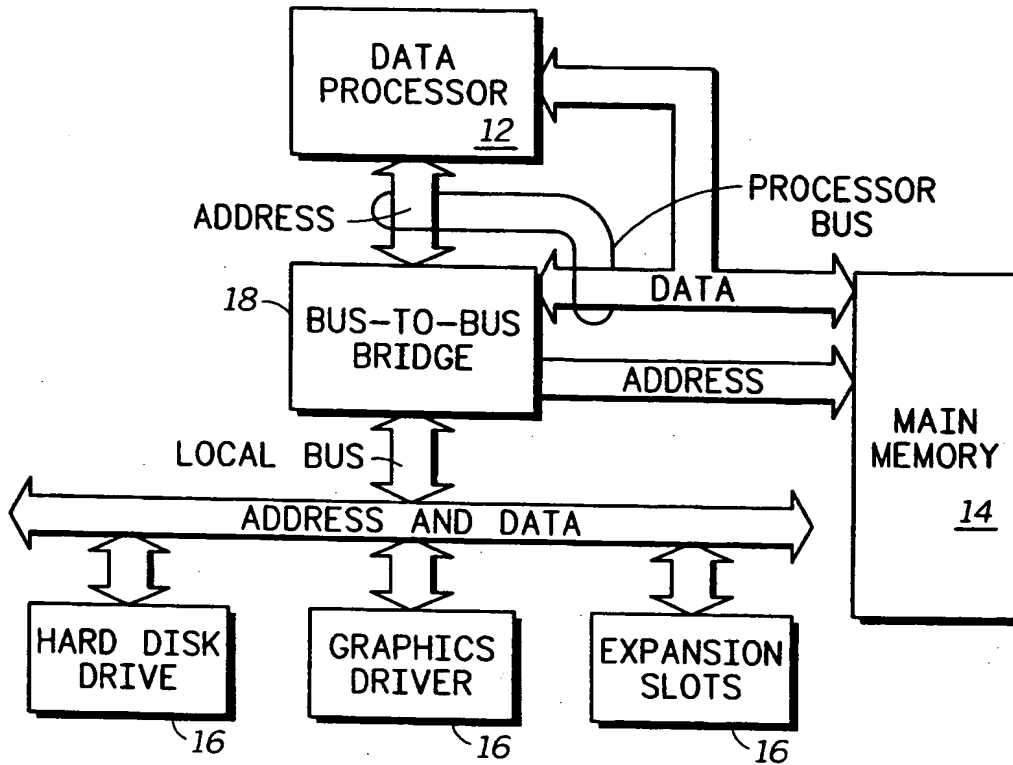 DATA
PROCESSOR
12
ADDRESS
PROCESSOR
BUS
18
BUS-TO-BUS
BRIDGE
DATA
ADDRESS
MAIN
MEMORY
14
LOCAL BUS
ADDRESS AND DATA
HARD DISK
DRIVE
16
GRAPHICS
DRIVER
16
EXPANSION
SLOTS
16